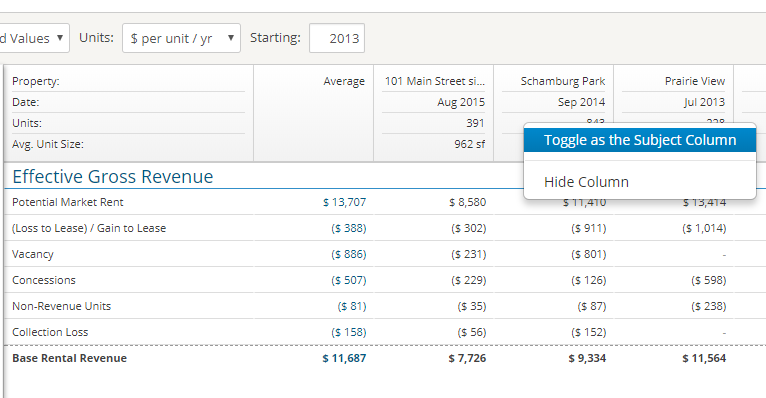 d Values ▼ Units: $ per unit / yr ▼ Starting: 2013
Property: Average 101 Main Street si... Schamburg Park Prairie View
Date: Aug 2015 Sep 2014 Jul 2013
Units: 391
Avg. Unit Size: 962 sf
Toggle as the Subject Column
Hide Column
Effective Gross Revenue
Potential Market Rent $ 13,707 $ 8,580 $ 11,410 $ 13,414
(Loss to Lease) / Gain to Lease ($ 388) ($ 302) ($ 911) ($ 1,014)
Vacancy ($ 886) ($ 231) ($ 801) -
Concessions ($ 507) ($ 229) ($ 126) ($ 598)
Non-Revenue Units ($ 81) ($ 35) ($ 87) ($ 238)
Collection Loss ($ 158) ($ 56) ($ 152) -
Base Rental Revenue $ 11,687 $ 7,726 $ 9,334 $ 11,564